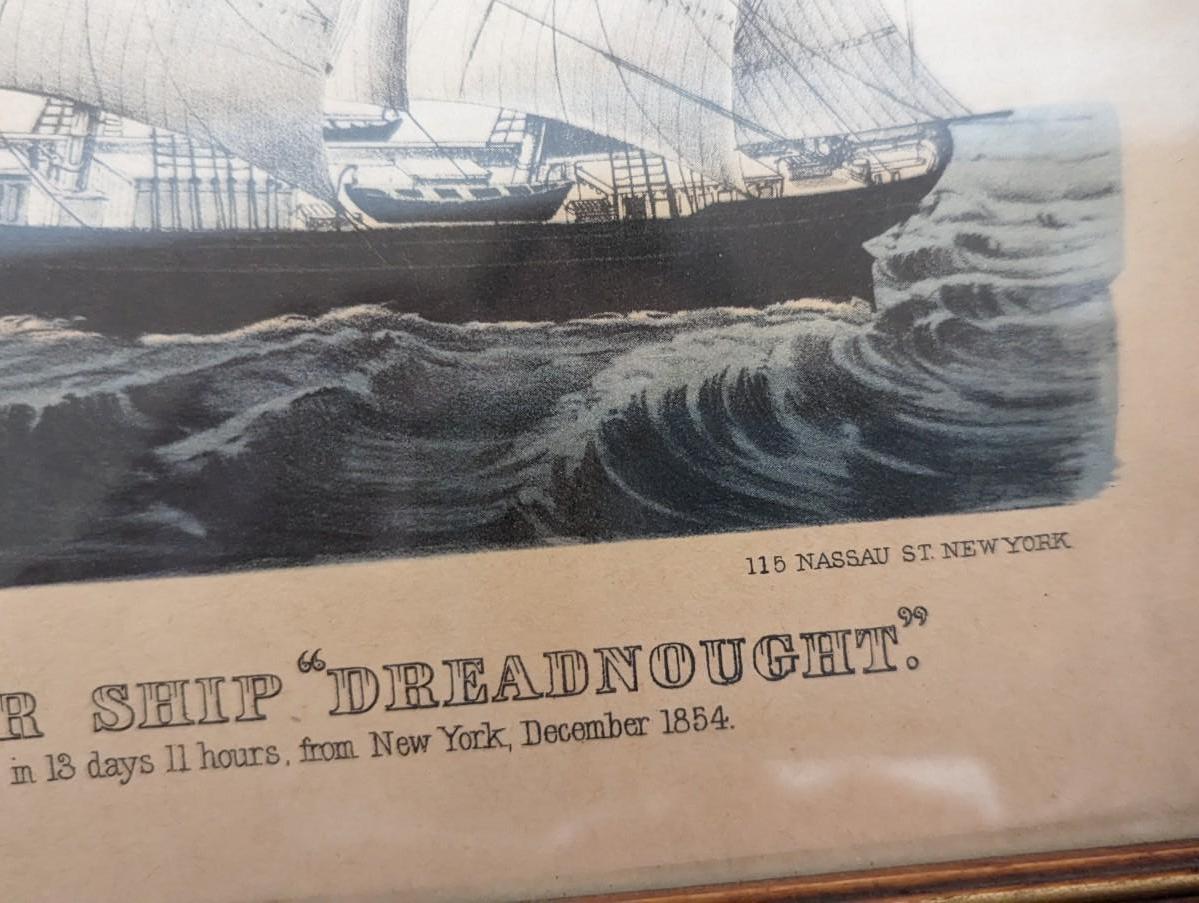 115 NASSAU ST. NEW YORK
R SHIP “DREADNOUGHT.”
in 13 days 11 hours, from New York, December 1854.